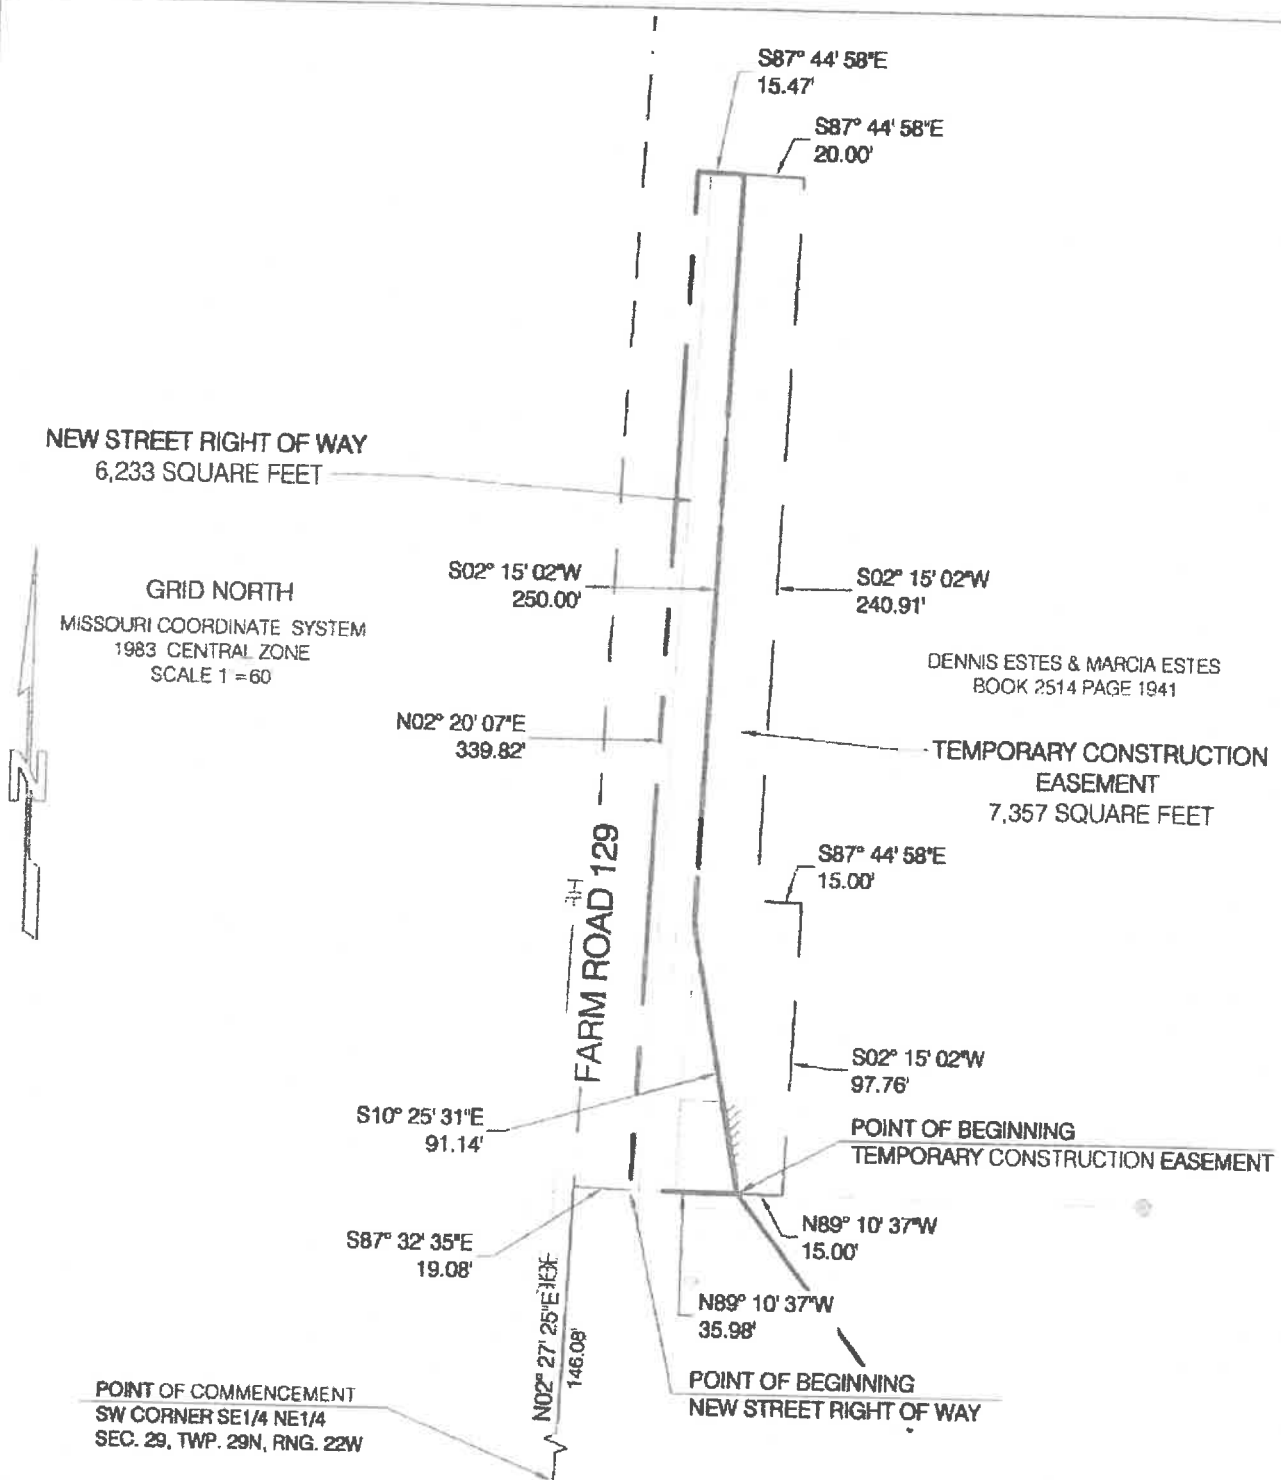 S87° 44' 58"E
15.47'
S87° 44' 58"E
20.00'
NEW STREET RIGHT OF WAY
6,233 SQUARE FEET
GRID NORTH
MISSOURI COORDINATE SYSTEM
1983 CENTRAL ZONE
SCALE 1 =60
S02° 15' 02"W
250.00'
S02° 15' 02"W
240.91'
DENNIS ESTES & MARCIA ESTES
BOOK 2514 PAGE 1941
N02° 20' 07"E
339.82'
TEMPORARY CONSTRUCTION
EASEMENT
7,357 SQUARE FEET
S87° 44' 58"E
15.00'
FARM ROAD 129
S02° 15' 02"W
97.76'
S10° 25' 31"E
91.14'
POINT OF BEGINNING
TEMPORARY CONSTRUCTION EASEMENT
S87° 32' 35"E
19.08'
N89° 10' 37"W
15.00'
N02° 27' 25"E
146.08'
N89° 10' 37"W
35.98'
POINT OF BEGINNING
NEW STREET RIGHT OF WAY
POINT OF COMMENCEMENT
SW CORNER SE1/4 NE1/4
SEC. 29, TWP. 29N, RNG. 22W
N